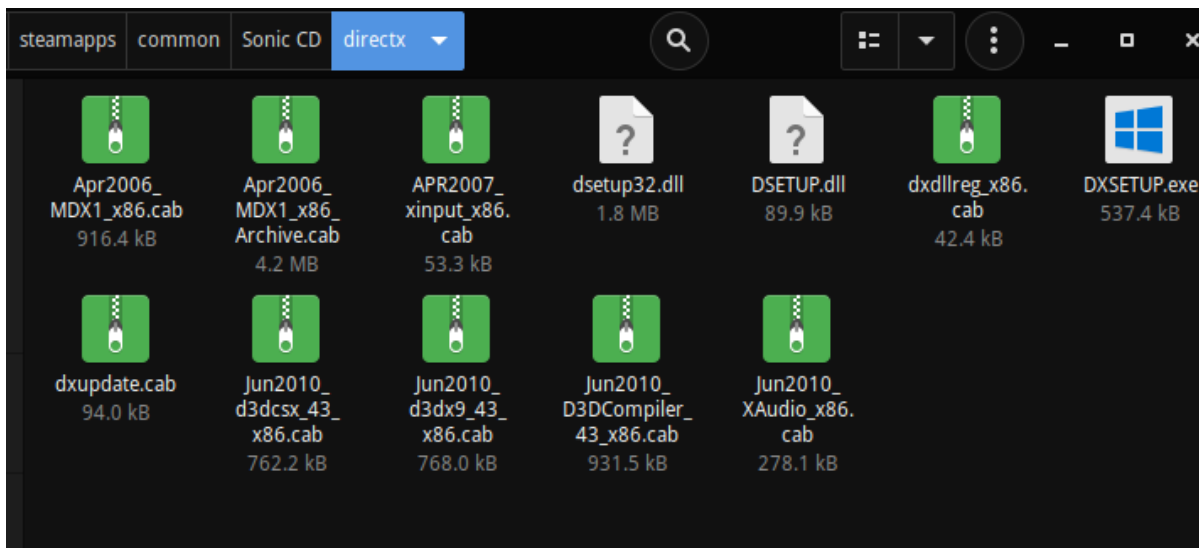 steamapps common Sonic CD directx
Apr2006_
MDX1_x86.cab
916.4 kB
Apr2006_
MDX1_x86_
Archive.cab
4.2 MB
APR2007_
xinput_x86.
cab
53.3 kB
dsetup32.dll
1.8 MB
DSETUP.dll
89.9 kB
dxdllreg_x86.
cab
42.4 kB
DXSETUP.exe
537.4 kB
dxupdate.cab
94.0 kB
Jun2010_
d3dcsx_43_
x86.cab
762.2 kB
Jun2010_
d3dx9_43_
x86.cab
768.0 kB
Jun2010_
D3DCompiler_
43_x86.cab
931.5 kB
Jun2010_
XAudio_x86.
cab
278.1 kB